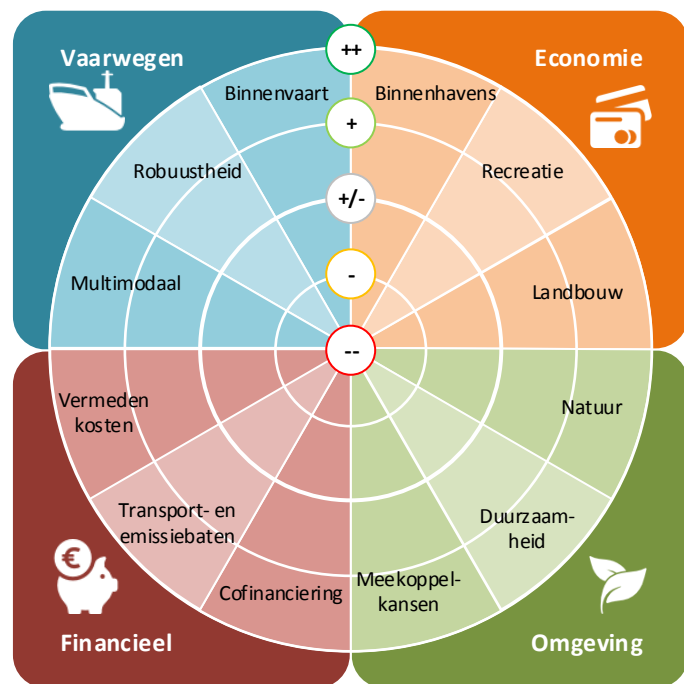 Vaarwegen
Economie
++
Binnenvaart
Binnenhavens
+
Robuustheid
Recreatie
+/-
Multimodaal
-
Landbouw
--
Vermeden
kosten
Natuur
Transport- en
emissiebaten
Duurzaam-
heid
Cofinanciering
Meekoppel-
kansen
€
Financieel
Omgeving